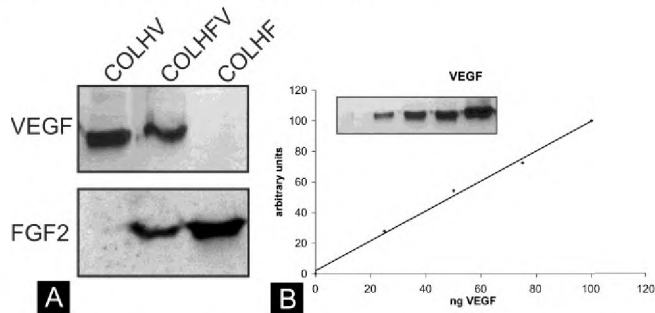 COLHV
COLHFV
COLHF
VEGF
FGF2
A
VEGF
120
100
80
60
40
20
0
arbitrary units
0 20 40 60 80 100 120
ng VEGF
B